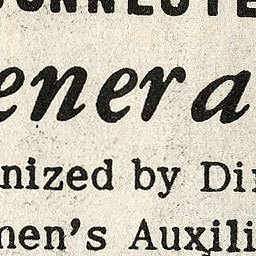 enera
nized by Di
men's Auxili